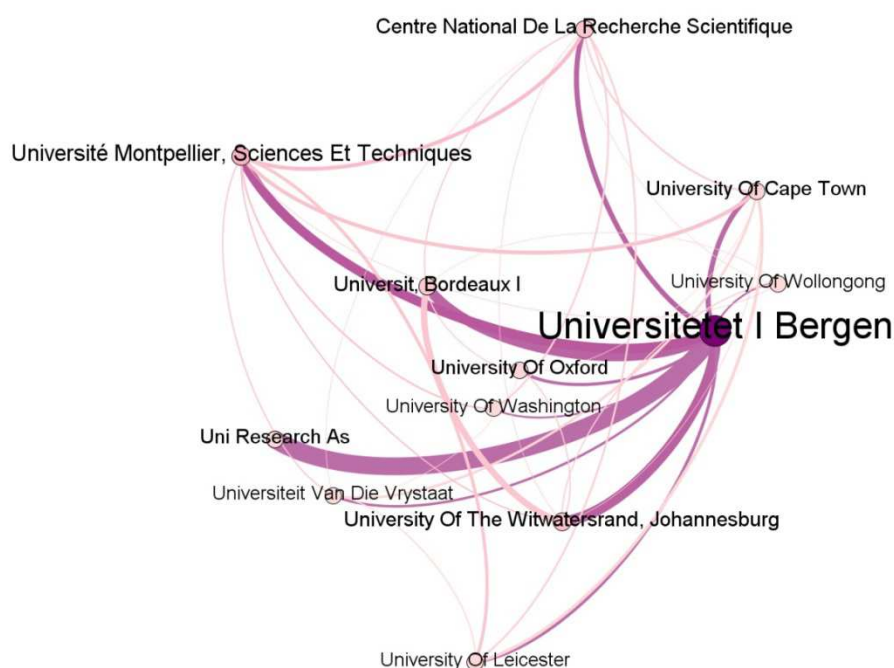 Centre National De La Recherche Scientifique
Université Montpellier, Sciences Et Techniques
University Of Cape Town
Universit, Bordeaux I
University Of Wollongong
Universitetet I Bergen
University Of Oxford
University Of Washington
Uni Research As
Universiteit Van Die Vrystaat
University Of The Witwatersrand, Johannesburg
University Of Leicester